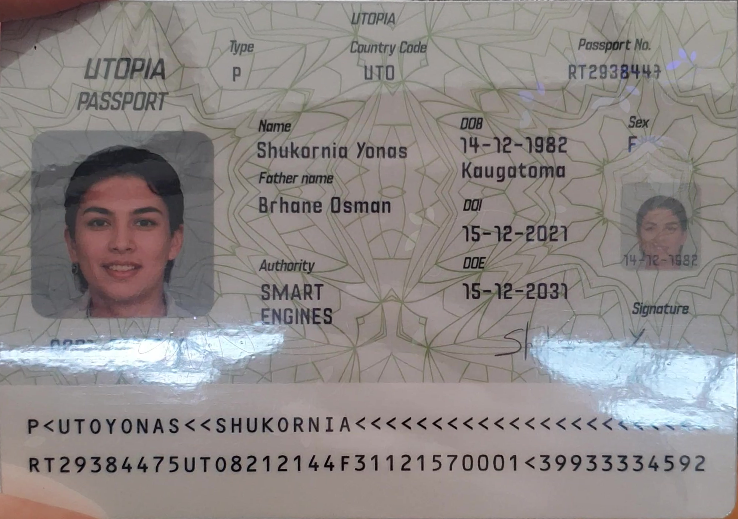 UTOPIA
UTOPIA
PASSPORT
Type
P
Country Code
UTO
Passport No.
RT2938447
Name
Shukornia Yonas
Father name
Brhane Osman
Authority
SMART
ENGINES
DOB
14-12-1982
Kaugatoma
DOI
15-12-2021
DOE
15-12-2031
Sex
F
14-12-1982
Signature
P<UTOYONAS<<SHUKORNIA<<<<<<<<<<<<<<<<<<<<<<<
RT29384475UTO8212144F31121570001<39933334592